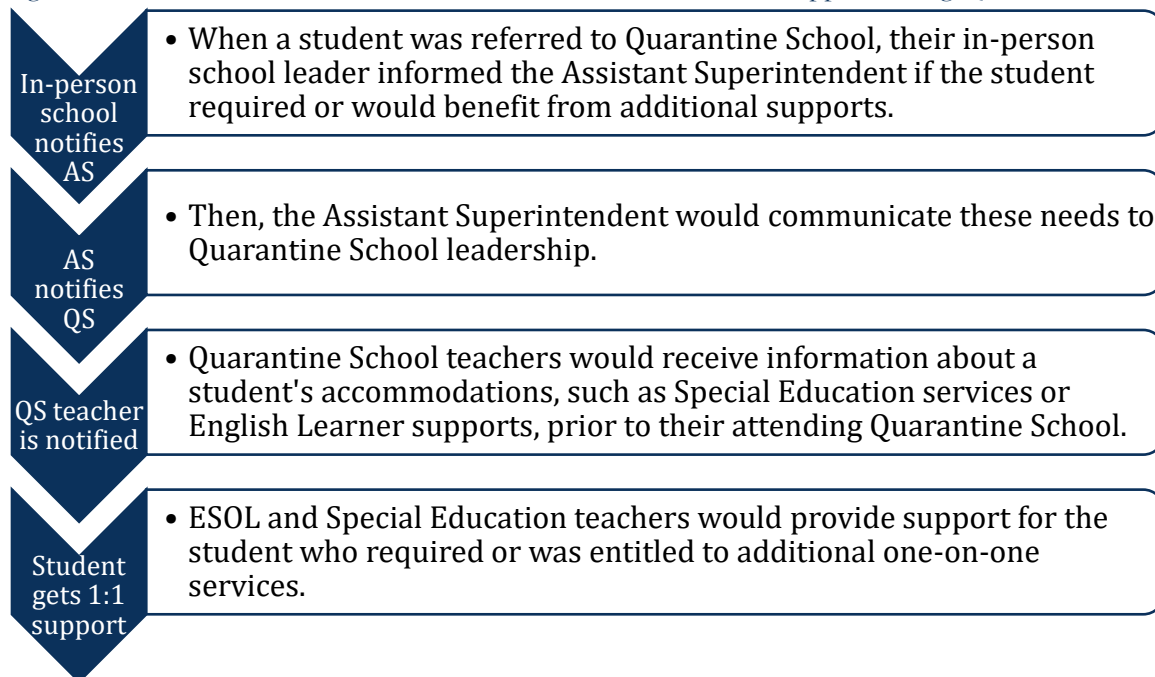 In-person
school
notifies
AS
• When a student was referred to Quarantine School, their in-person
school leader informed the Assistant Superintendent if the student
required or would benefit from additional supports.
AS
notifies
QS
• Then, the Assistant Superintendent would communicate these needs to
Quarantine School leadership.
QS teacher
is notified
• Quarantine School teachers would receive information about a
student's accommodations, such as Special Education services or
English Learner supports, prior to their attending Quarantine School.
Student
gets 1:1
support
• ESOL and Special Education teachers would provide support for the
student who required or was entitled to additional one-on-one
services.